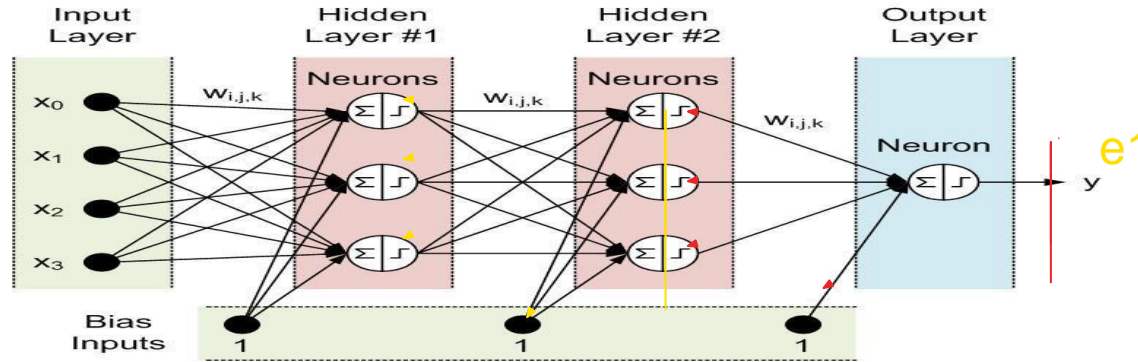 Input Layer
Hidden Layer #1
Hidden Layer #2
Output Layer
Neurons
Neurons
Neuron
x0
x1
x2
x3
wi,j,k
wi,j,k
wi,j,k
Σ
Σ
Σ
Σ
Σ
Σ
Σ
y
Bias Inputs
1
1
1